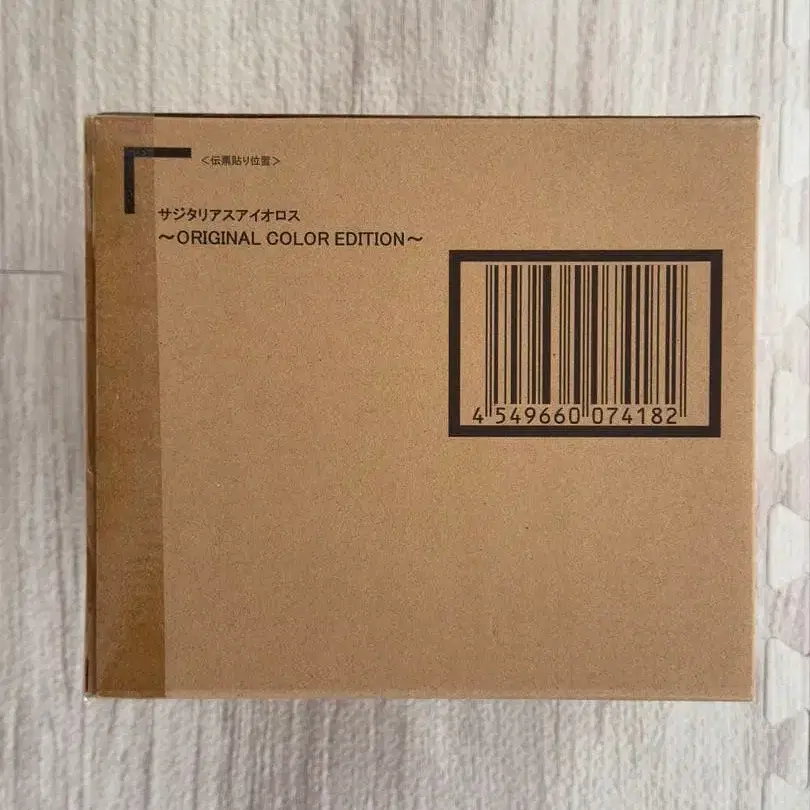 <伝票貼り位置>
サジタリアスアイオロス
～ORIGINAL COLOR EDITION～
4 549660 074182